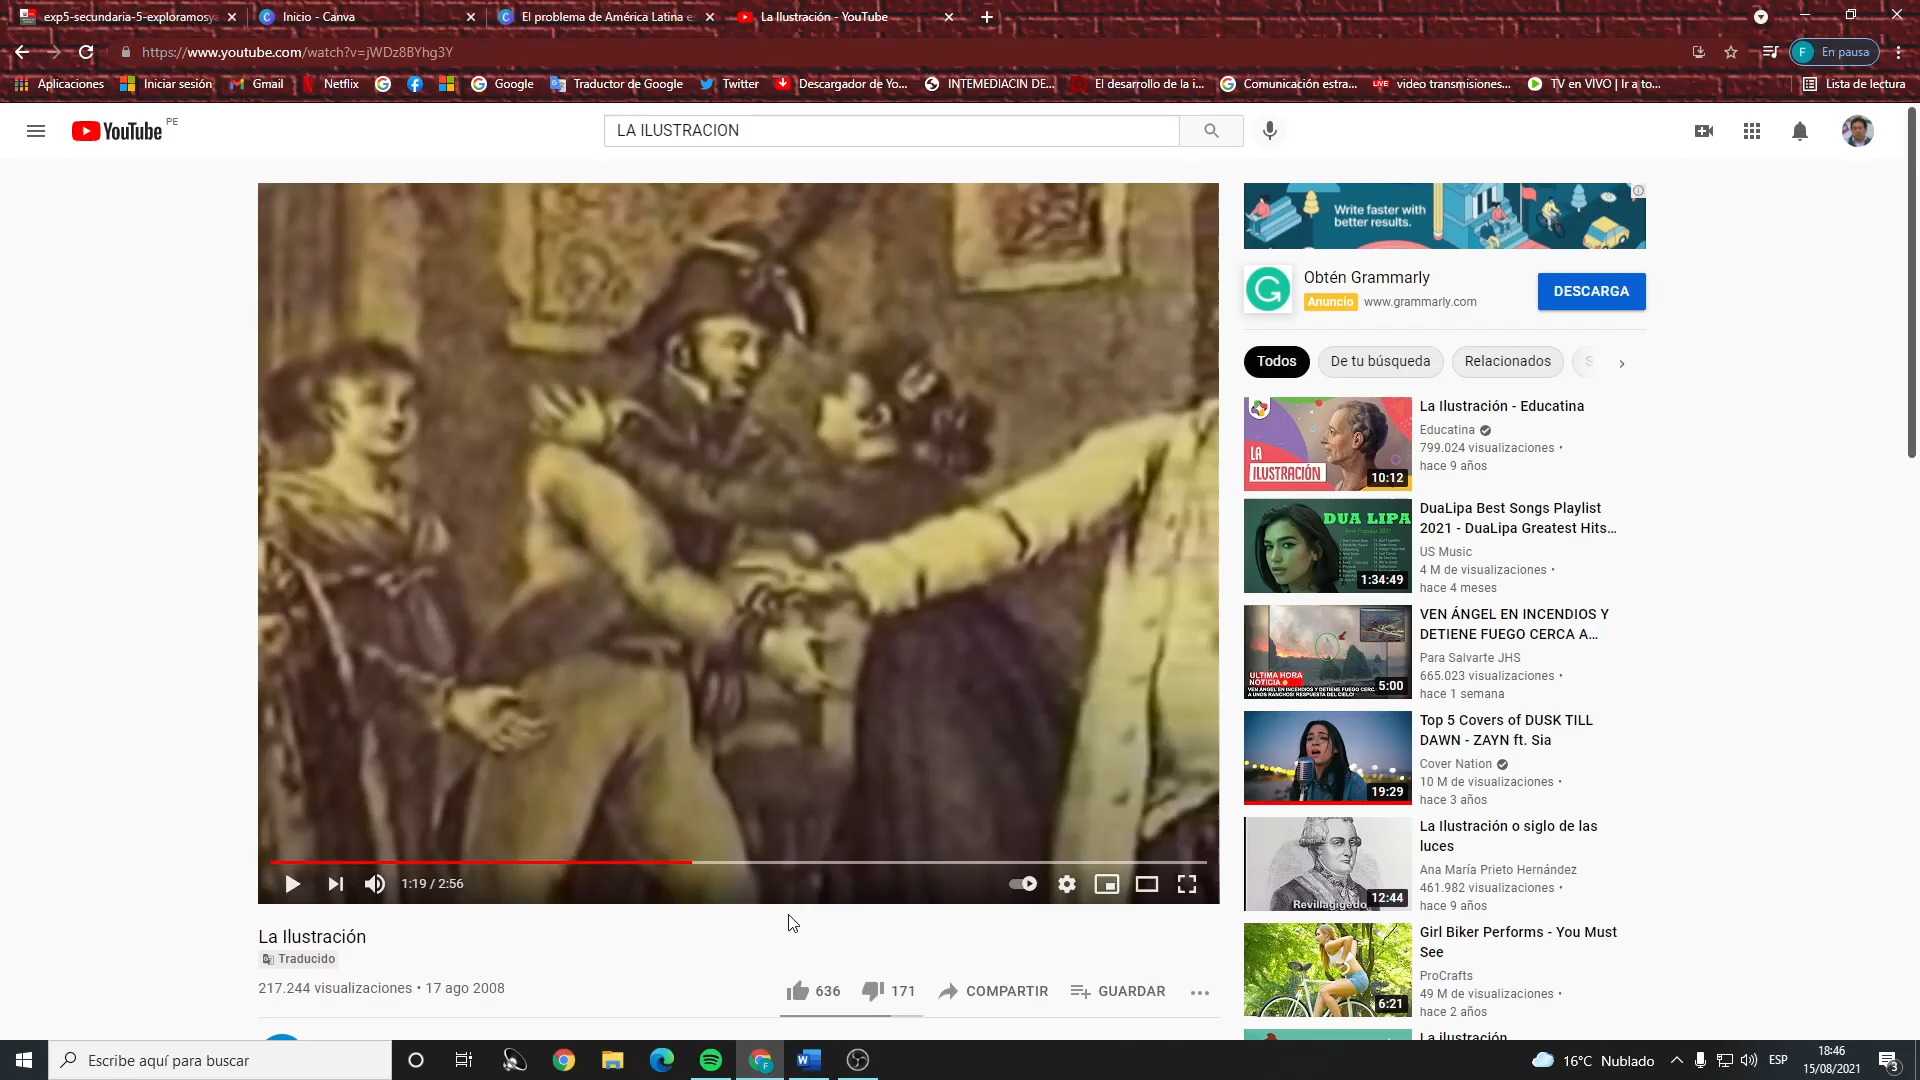 exp5-secundaria-5-exploramosy
Inicio - Canva
El problema de América Latina e
La Ilustración - YouTube
https://www.youtube.com/watch?v=jWDz8BYhg3Y
F
En pausa
Aplicaciones
Iniciar sesión
Gmail
Netflix
Google
Traductor de Google
Twitter
Descargador de Yo...
INTEMEDIACIN DE...
El desarrollo de la i...
Comunicación estra...
LIVE
video transmisiones...
TV en VIVO | Ir a to...
Lista de lectura
YouTube PE
LA ILUSTRACION
Write faster with
better results.
Obtén Grammarly
Anuncio www.grammarly.com
DESCARGA
Todos
De tu búsqueda
Relacionados
S
LA
ILUSTRACIÓN
10:12
La Ilustración - Educatina
Educatina
799.024 visualizaciones •
hace 9 años
DUA LIPA
1:34:49
DuaLipa Best Songs Playlist
2021 - DuaLipa Greatest Hits...
US Music
4 M de visualizaciones •
hace 4 meses
ULTIMA HORA
NOTICIA
5:00
VEN ÁNGEL EN INCENDIOS Y
DETIENE FUEGO CERCA A...
Para Salvarte JHS
665.023 visualizaciones •
hace 1 semana
19:29
Top 5 Covers of DUSK TILL
DAWN - ZAYN ft. Sia
Cover Nation
10 M de visualizaciones •
hace 3 años
Revillagigedo
12:44
La Ilustración o siglo de las
luces
Ana María Prieto Hernández
461.982 visualizaciones •
hace 9 años
6:21
Girl Biker Performs - You Must
See
ProCrafts
49 M de visualizaciones •
hace 2 años
La ilustración
1:19 / 2:56
La Ilustración
Traducido
217.244 visualizaciones • 17 ago 2008
636
171
COMPARTIR
GUARDAR
Escribe aquí para buscar
16°C Nublado
ESP
18:46
15/08/2021
3